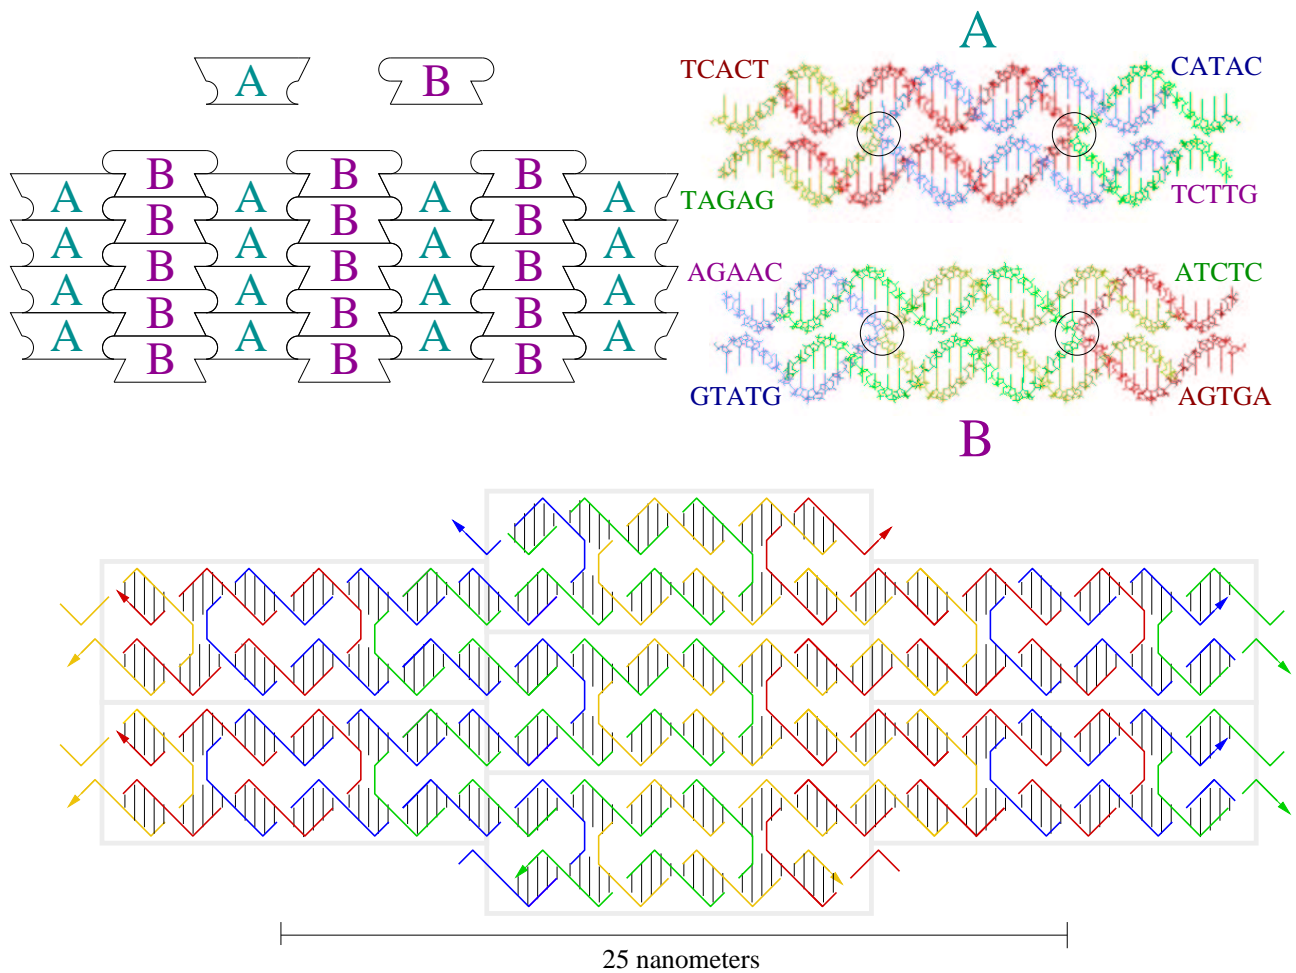 A
A B
TCACT CATAC
TAGAG TCTTG
B B B
A A A A
B B B
A A A A
B B B
A A A A
B B B
A A A A
B B B
AGAAC ATCTC
GTATG AGTGA
B
25 nanometers